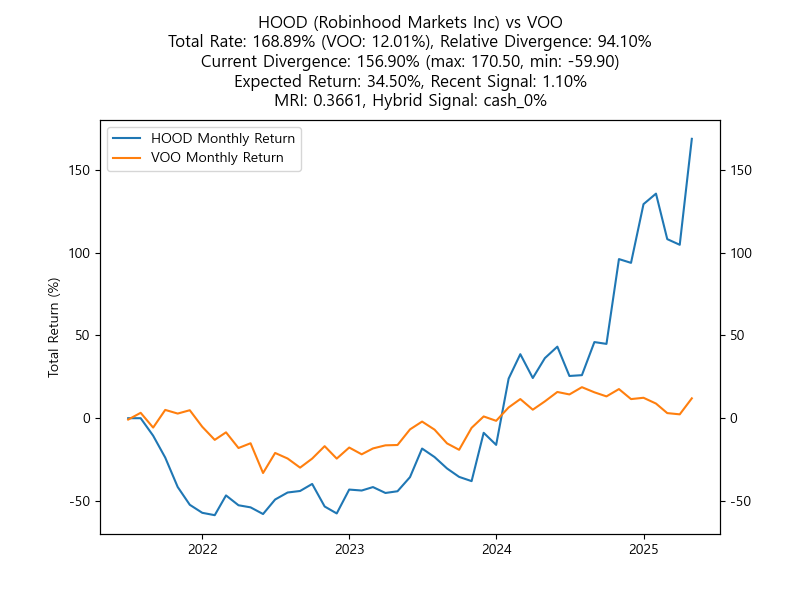 HOOD (Robinhood Markets Inc) vs VOO
Total Rate: 168.89% (VOO: 12.01%), Relative Divergence: 94.10%
Current Divergence: 156.90% (max: 170.50, min: -59.90)
Expected Return: 34.50%, Recent Signal: 1.10%
MRI: 0.3661, Hybrid Signal: cash_0%
HOOD Monthly Return
VOO Monthly Return
Total Return (%)
150
100
50
0
-50
150
100
50
0
-50
2022
2023
2024
2025